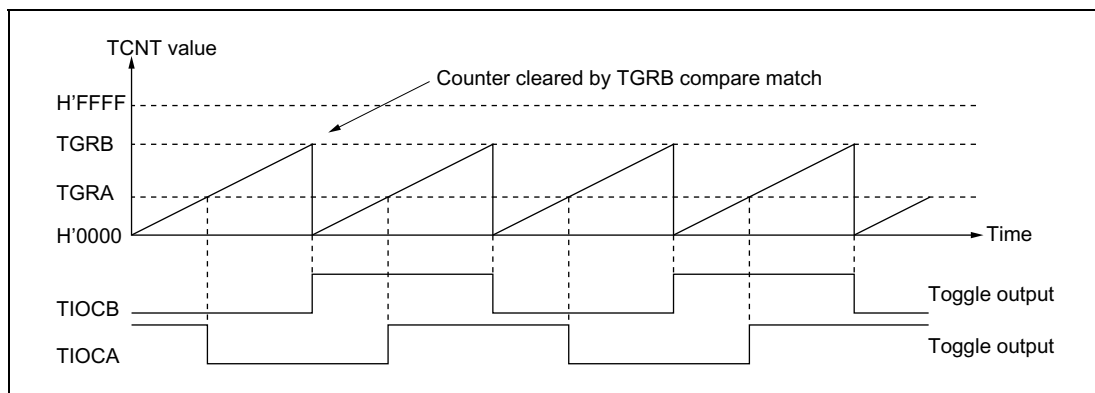 TCNT value
Counter cleared by TGRB compare match
H'FFFF
TGRB
TGRA
H'0000
Time
Toggle output
TIOCB
Toggle output
TIOCA